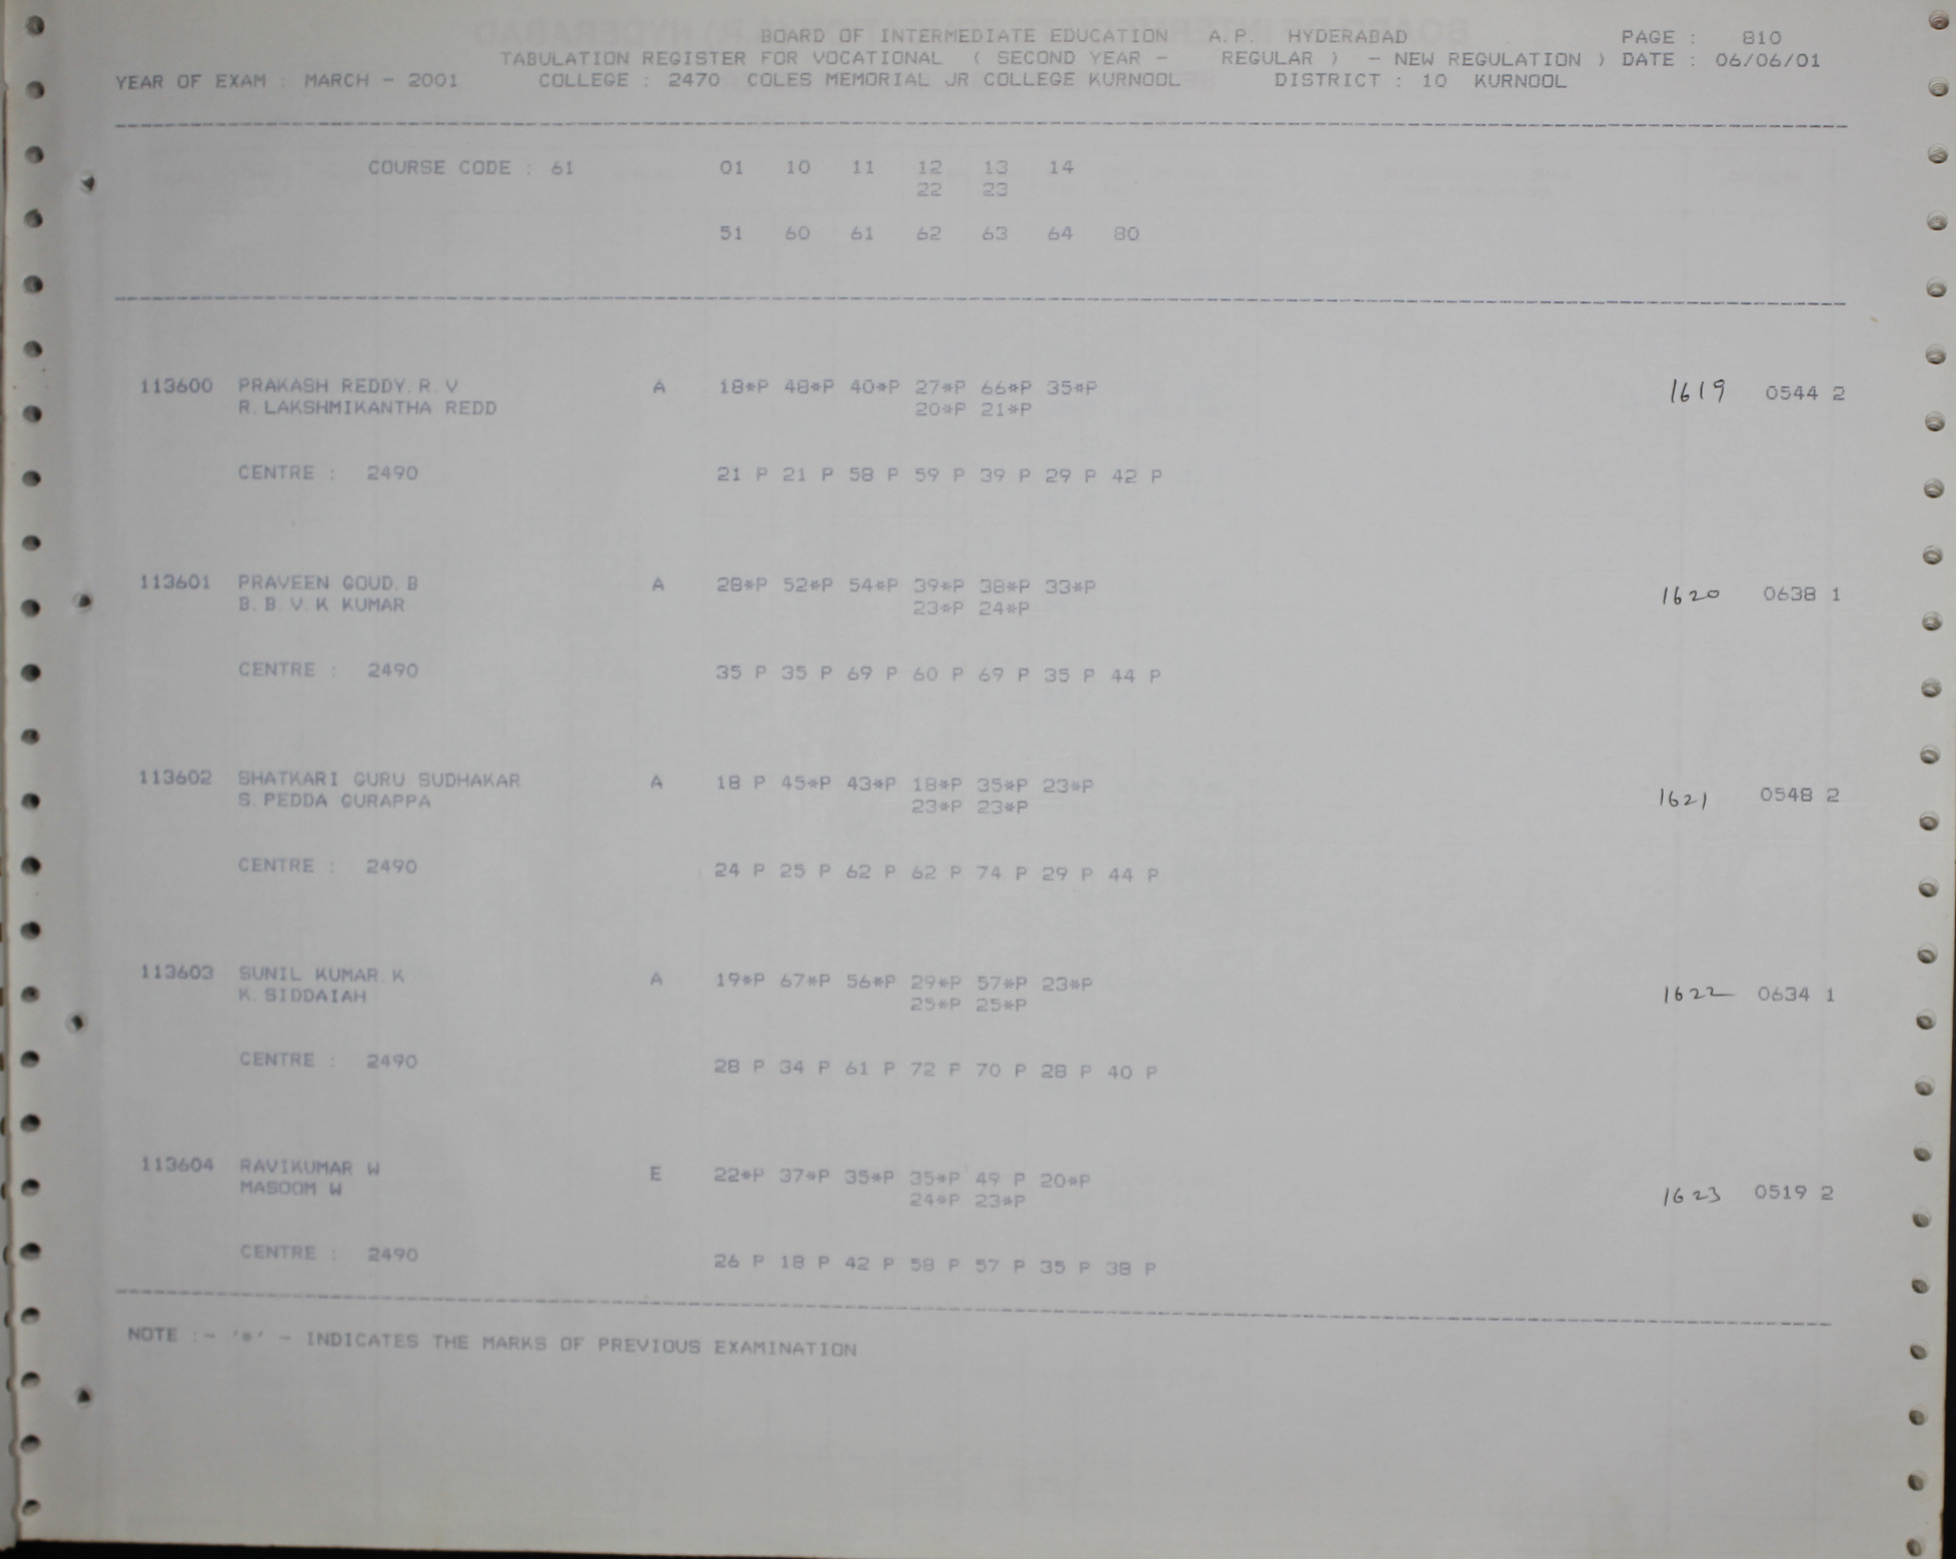 BOARD OF INTERMEDIATE EDUCATION A.P. HYDERABAD PAGE : 810
TABULATION REGISTER FOR VOCATIONAL ( SECOND YEAR - REGULAR ) - NEW REGULATION ) DATE : 06/06/01
YEAR OF EXAM : MARCH - 2001 COLLEGE : 2470 COLES MEMORIAL JR COLLEGE KURNOOL DISTRICT : 10 KURNOOL
COURSE CODE : 61 01 10 11 12 13 14
22 23
51 60 61 62 63 64 80
113600 PRAKASH REDDY. R. V A 18*P 48*P 40*P 27*P 66*P 35*P 1619 0544 2
R. LAKSHMIKANTHA REDD 20*P 21*P
CENTRE : 2490 21 P 21 P 58 P 59 P 39 P 29 P 42 P
113601 PRAVEEN GOUD. B A 28*P 52*P 54*P 39*P 38*P 33*P 1620 0638 1
B. B. V. K KUMAR 23*P 24*P
CENTRE : 2490 35 P 35 P 69 P 60 P 69 P 35 P 44 P
113602 SHATKARI GURU SUDHAKAR A 18 P 45*P 43*P 18*P 35*P 23*P 1621 0548 2
S. PEDDA GURAPPA 23*P 23*P
CENTRE : 2490 24 P 25 P 62 P 62 P 74 P 29 P 44 P
113603 SUNIL KUMAR. K A 19*P 67*P 56*P 29*P 57*P 23*P 1622 0634 1
K. SIDDAIAH 25*P 25*P
CENTRE : 2490 28 P 34 P 61 P 72 P 70 P 28 P 40 P
113604 RAVIKUMAR W E 22*P 37*P 35*P 35*P 49 P 20*P 1623 0519 2
MASOOM W 24*P 23*P
CENTRE : 2490 26 P 18 P 42 P 58 P 57 P 35 P 38 P
NOTE :- '*' - INDICATES THE MARKS OF PREVIOUS EXAMINATION